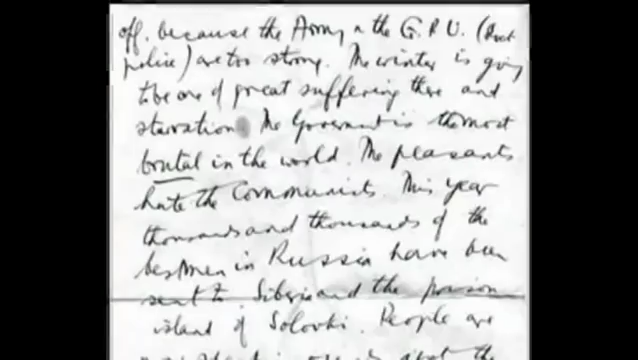 off, because the Army & the G.P.U. (Secret
police) are too strong. The winter is going
to be one of great suffering there and
starvation. The Government is the most
brutal in the world. The peasants
hate the Communists. This year
thousands and thousands of the
best men in Russia have been
sent to Siberia and the prison
island of Solovki. People are